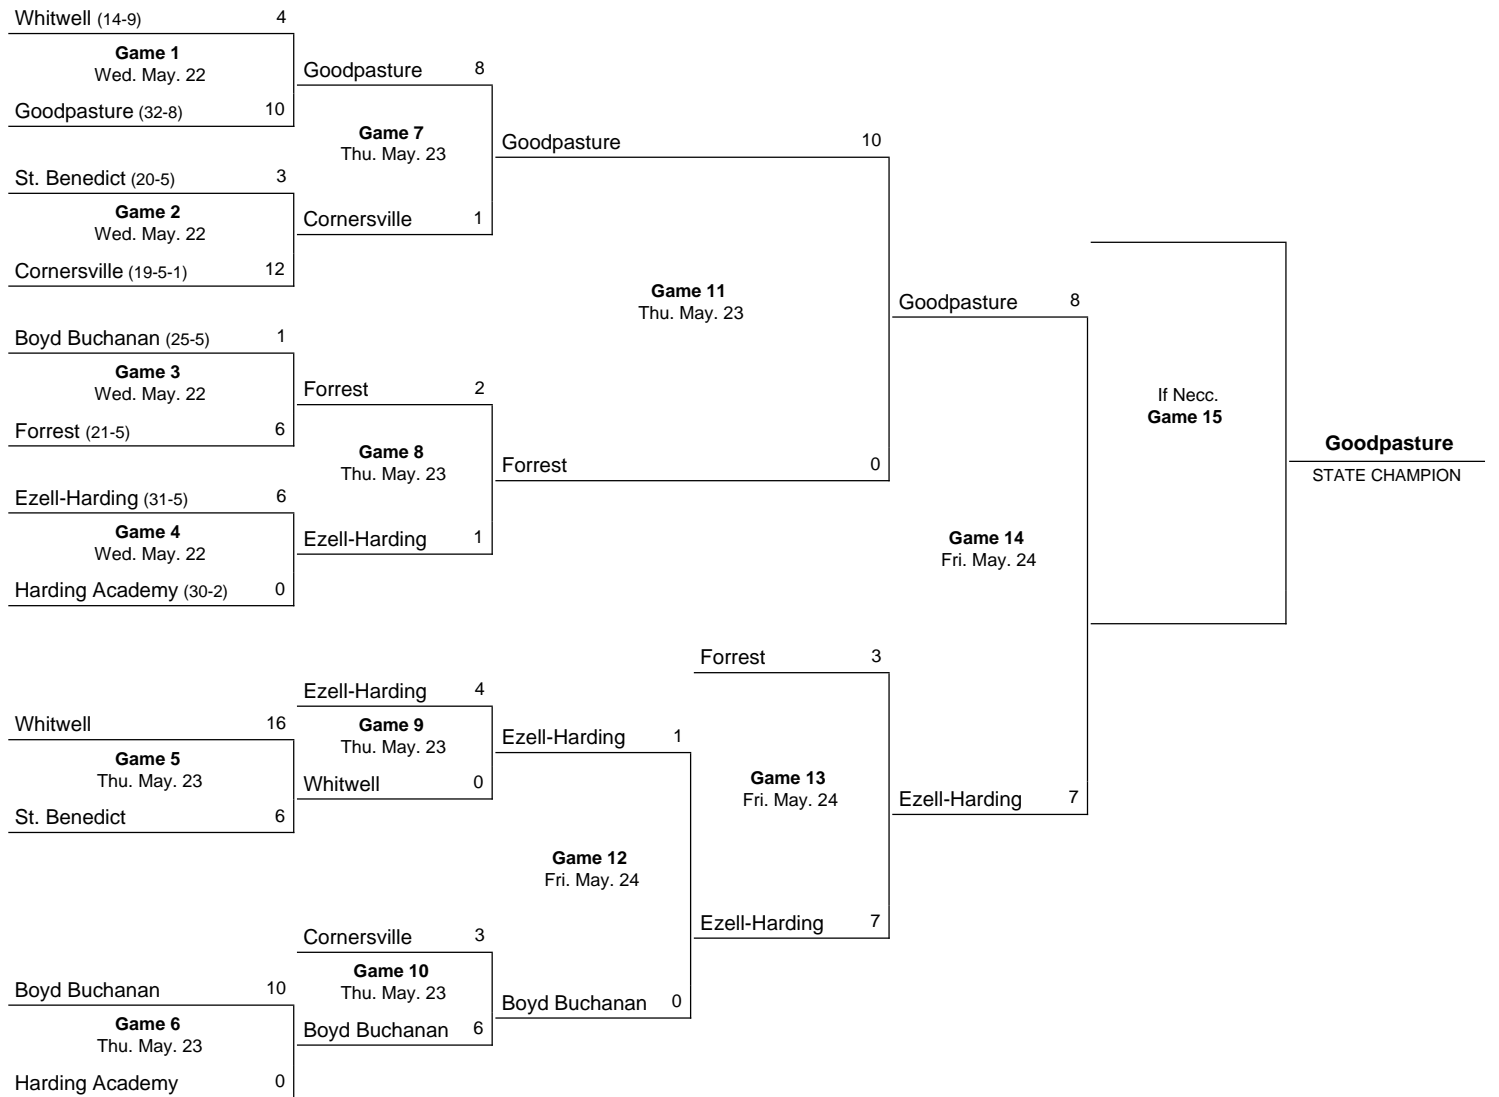 Whitwell (14-9) 4
Game 1
Wed. May. 22
Goodpasture (32-8) 10
St. Benedict (20-5) 3
Game 2
Wed. May. 22
Cornersville (19-5-1) 12
Boyd Buchanan (25-5) 1
Game 3
Wed. May. 22
Forrest (21-5) 6
Ezell-Harding (31-5) 6
Game 4
Wed. May. 22
Harding Academy (30-2) 0
Whitwell 16
Game 5
Thu. May. 23
St. Benedict 6
Boyd Buchanan 10
Game 6
Thu. May. 23
Harding Academy 0
Goodpasture 8
Game 7
Thu. May. 23
Cornersville 1
Forrest 2
Game 8
Thu. May. 23
Ezell-Harding 1
Ezell-Harding 4
Game 9
Thu. May. 23
Whitwell 0
Cornersville 3
Game 10
Thu. May. 23
Boyd Buchanan 6
Goodpasture 10
Game 11
Thu. May. 23
Forrest 0
Ezell-Harding 1
Game 12
Fri. May. 24
Boyd Buchanan 0
Forrest 3
Game 13
Fri. May. 24
Ezell-Harding 7
Goodpasture 8
Game 14
Fri. May. 24
Ezell-Harding 7
If Necc.
Game 15
Goodpasture
STATE CHAMPION